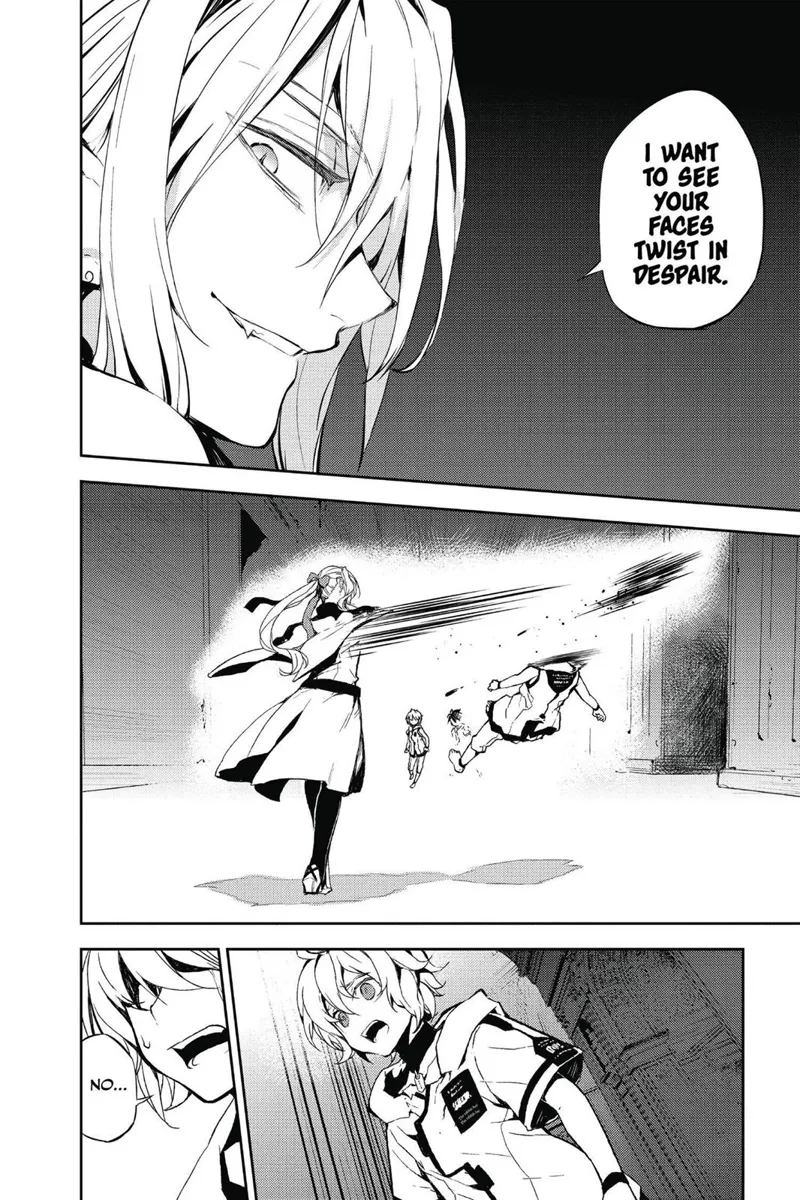 I WANT
TO SEE
YOUR
FACES
TWIST IN
DESPAIR.
NO...